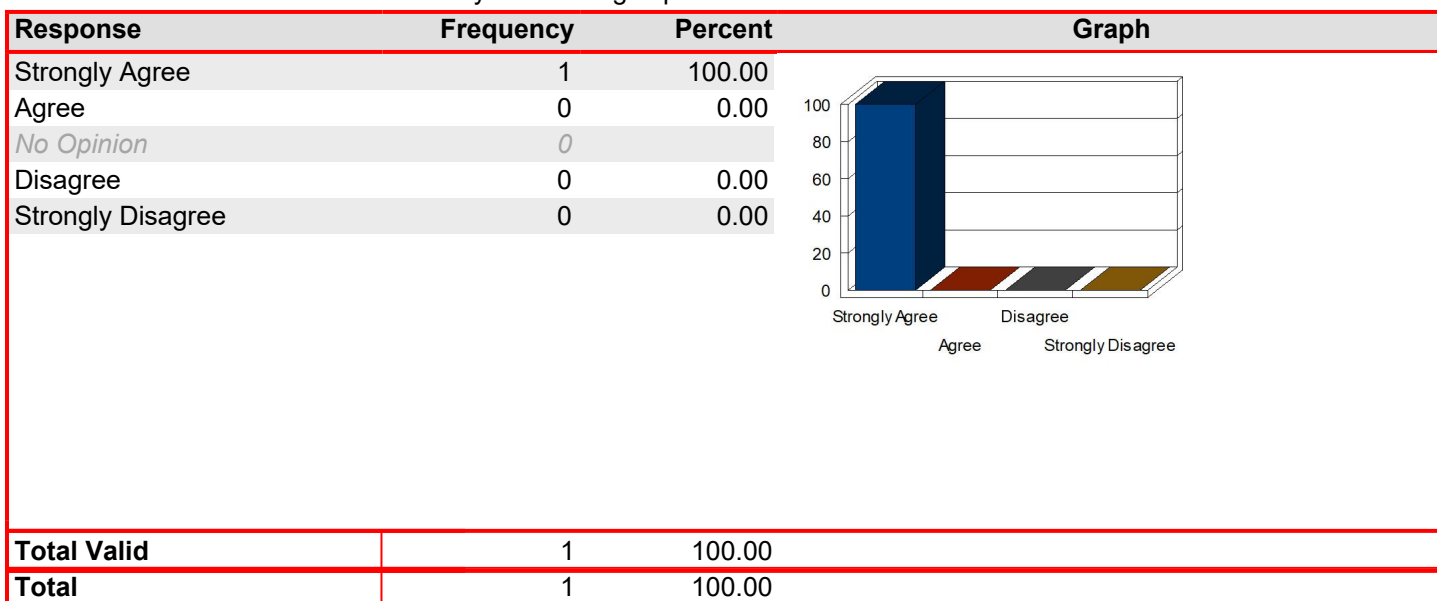 Response Frequency Percent Graph
Strongly Agree 1 100.00
Agree 0 0.00
No Opinion 0
Disagree 0 0.00
Strongly Disagree 0 0.00
100
80
60
40
20
0
Strongly Agree Disagree
Agree Strongly Disagree
Total Valid 1 100.00
Total 1 100.00